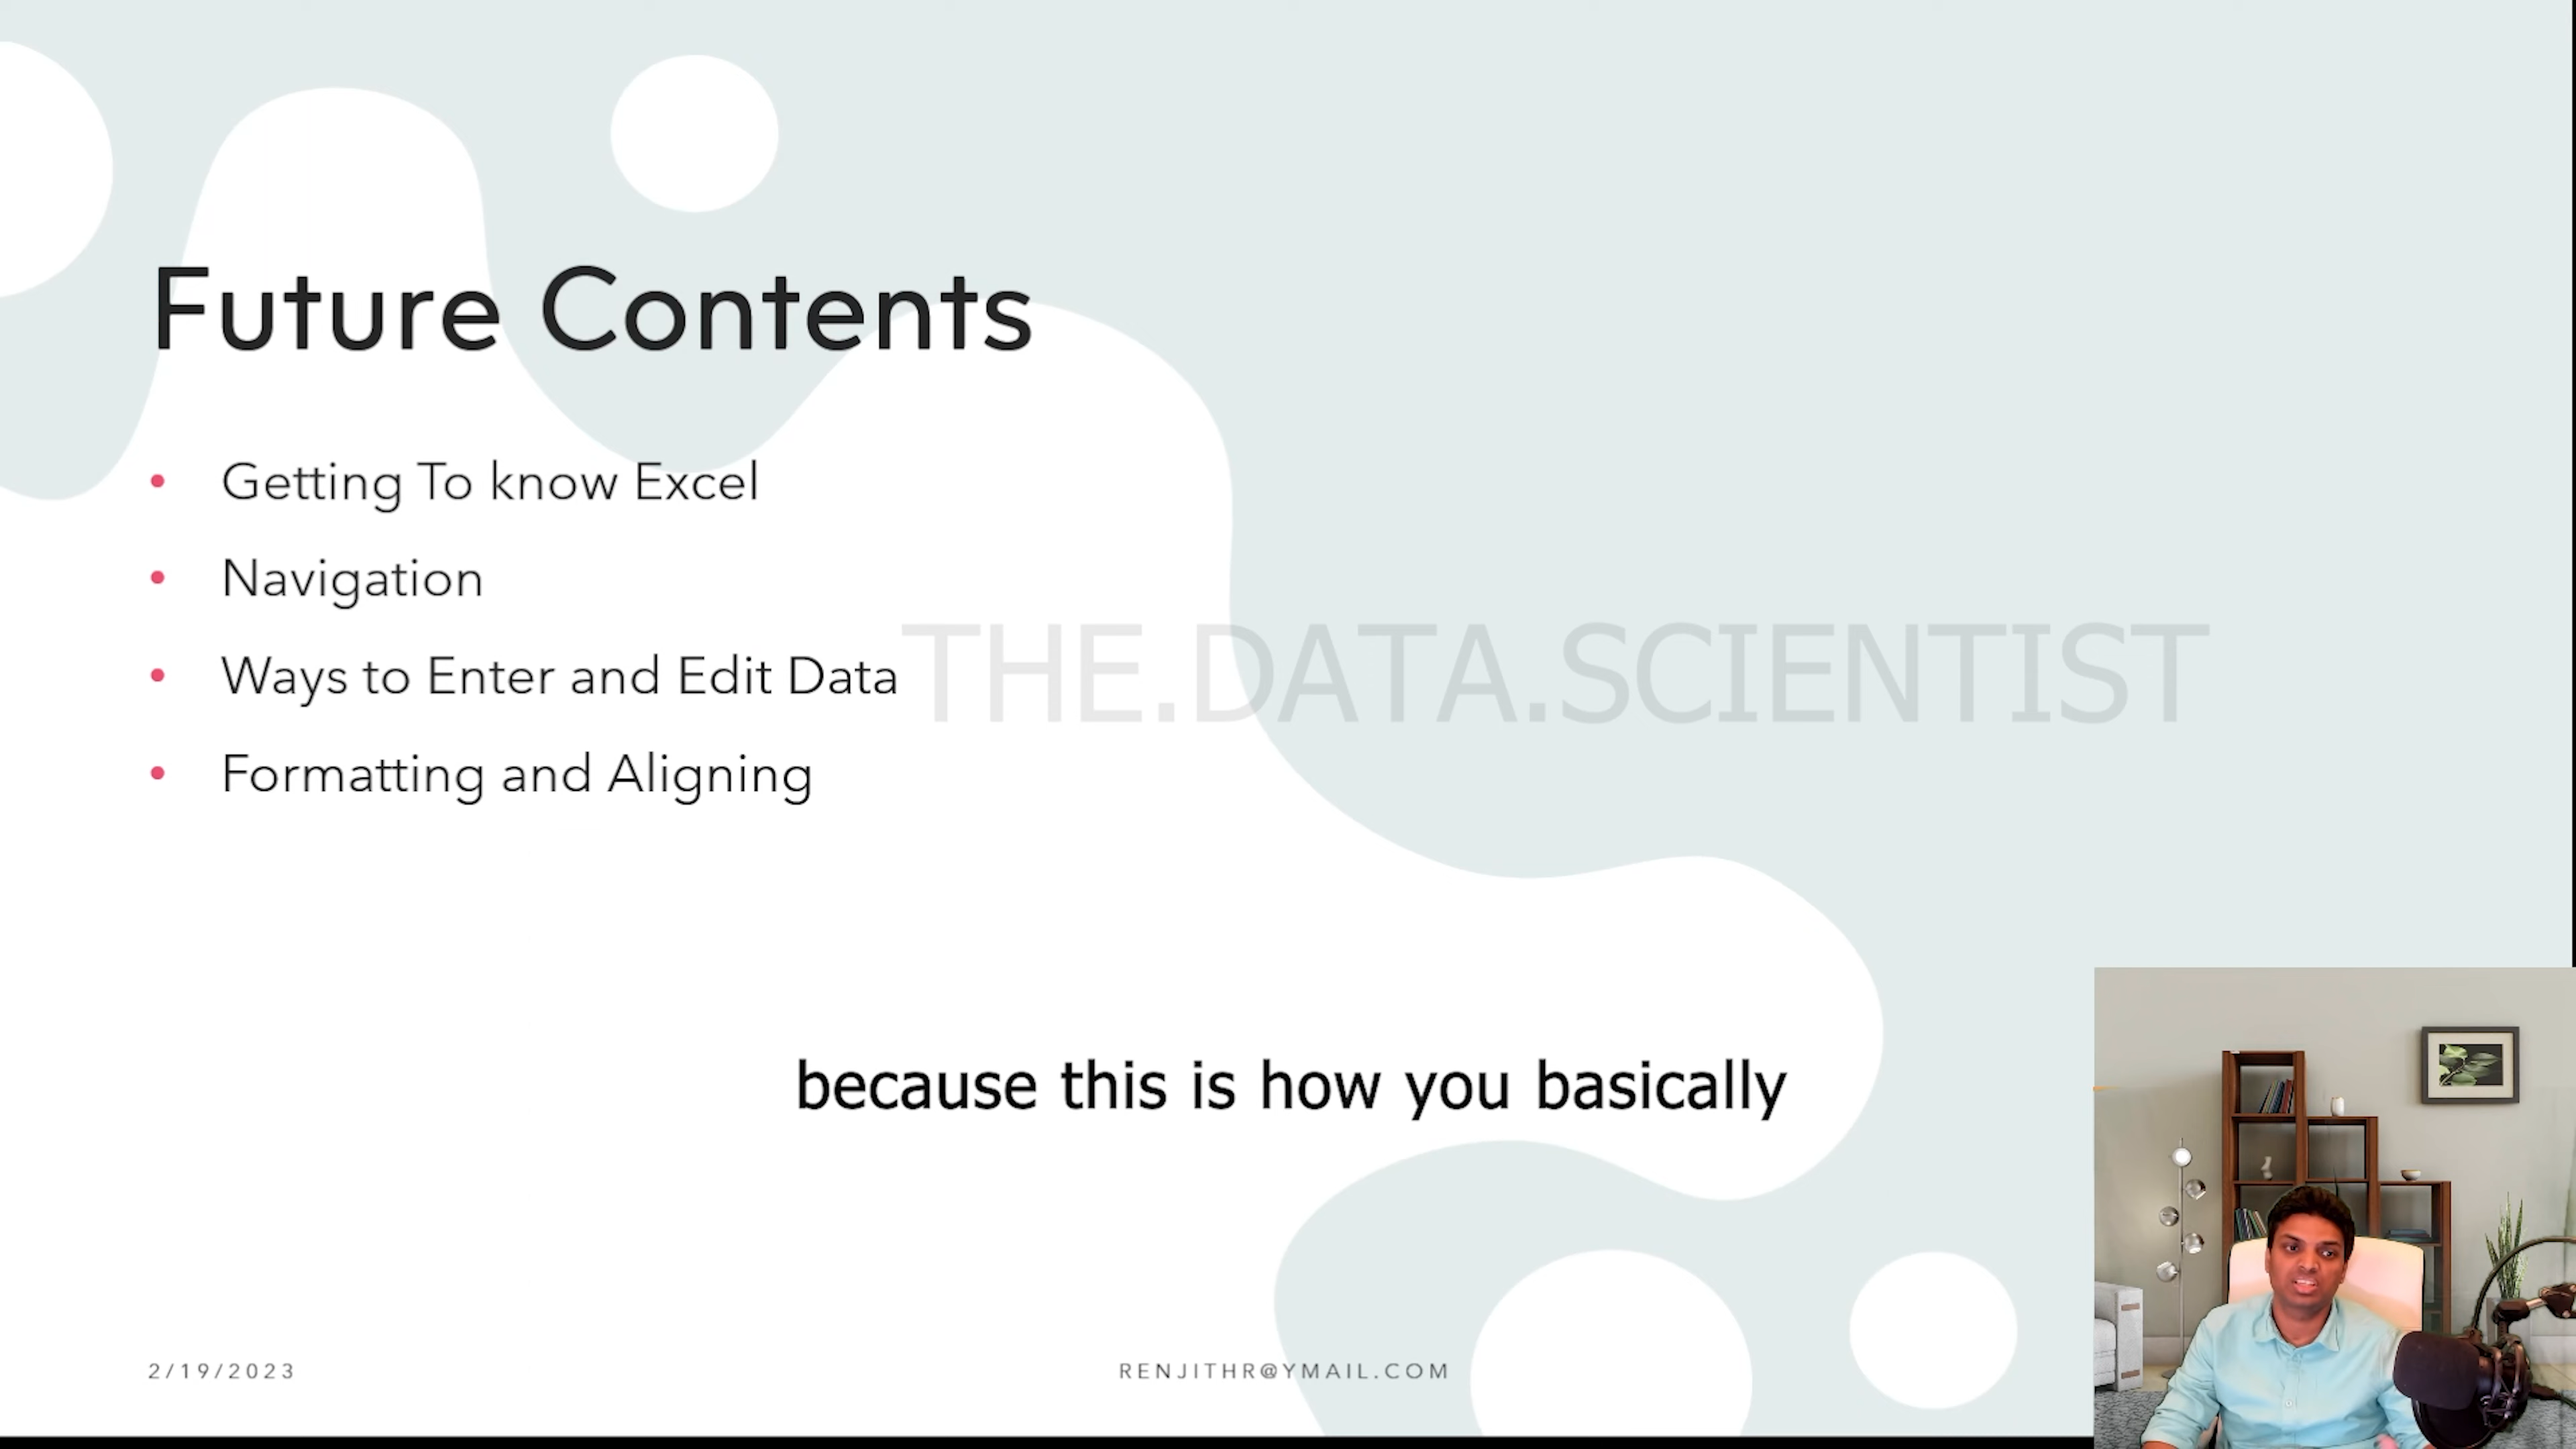 Future Contents
• Getting To know Excel
• Navigation
• Ways to Enter and Edit Data
• Formatting and Aligning
THE.DATA.SCIENTIST
because this is how you basically
2/19/2023
RENJITHR@YMAIL.COM